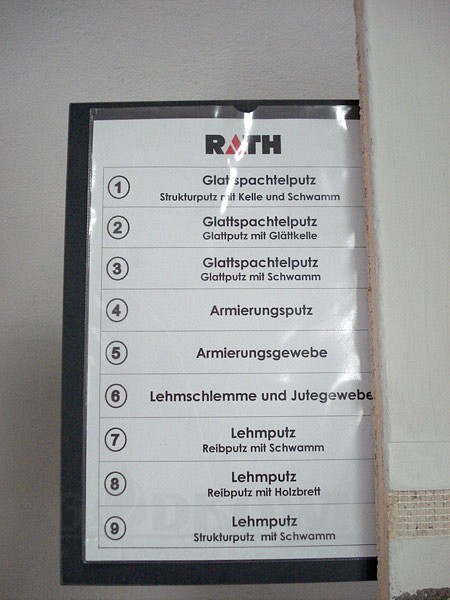 RATH
1 Glattspachtelputz
Strukturputz mit Kelle und Schwamm
2 Glattspachtelputz
Glattputz mit Glättkelle
3 Glattspachtelputz
Glattputz mit Schwamm
4 Armierungsputz
5 Armierungsgewebe
6 Lehmschlemme und Jutegewebe
7 Lehmputz
Reibputz mit Schwamm
8 Lehmputz
Reibputz mit Holzbrett
9 Lehmputz
Strukturputz mit Schwamm